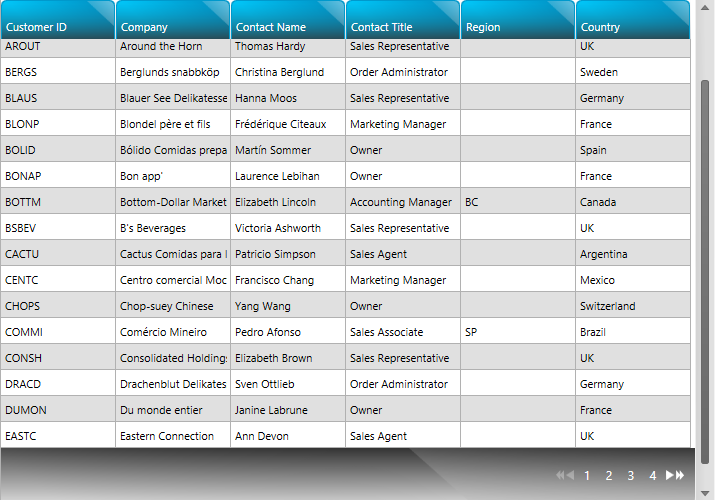 Customer ID Company Contact Name Contact Title Region Country
AROUT Around the Horn Thomas Hardy Sales Representative UK
BERGS Berglunds snabbköp Christina Berglund Order Administrator Sweden
BLAUS Blauer See Delikatesse Hanna Moos Sales Representative Germany
BLONP Blondel père et fils Frédérique Citeaux Marketing Manager France
BOLID Bólido Comidas prepa Martín Sommer Owner Spain
BONAP Bon app' Laurence Lebihan Owner France
BOTTM Bottom-Dollar Market Elizabeth Lincoln Accounting Manager BC Canada
BSBEV B's Beverages Victoria Ashworth Sales Representative UK
CACTU Cactus Comidas para l Patricio Simpson Sales Agent Argentina
CENTC Centro comercial Moc Francisco Chang Marketing Manager Mexico
CHOPS Chop-suey Chinese Yang Wang Owner Switzerland
COMMI Comércio Mineiro Pedro Afonso Sales Associate SP Brazil
CONSH Consolidated Holdings Elizabeth Brown Sales Representative UK
DRACD Drachenblut Delikates Sven Ottlieb Order Administrator Germany
DUMON Du monde entier Janine Labrune Owner France
EASTC Eastern Connection Ann Devon Sales Agent UK
1 2 3 4